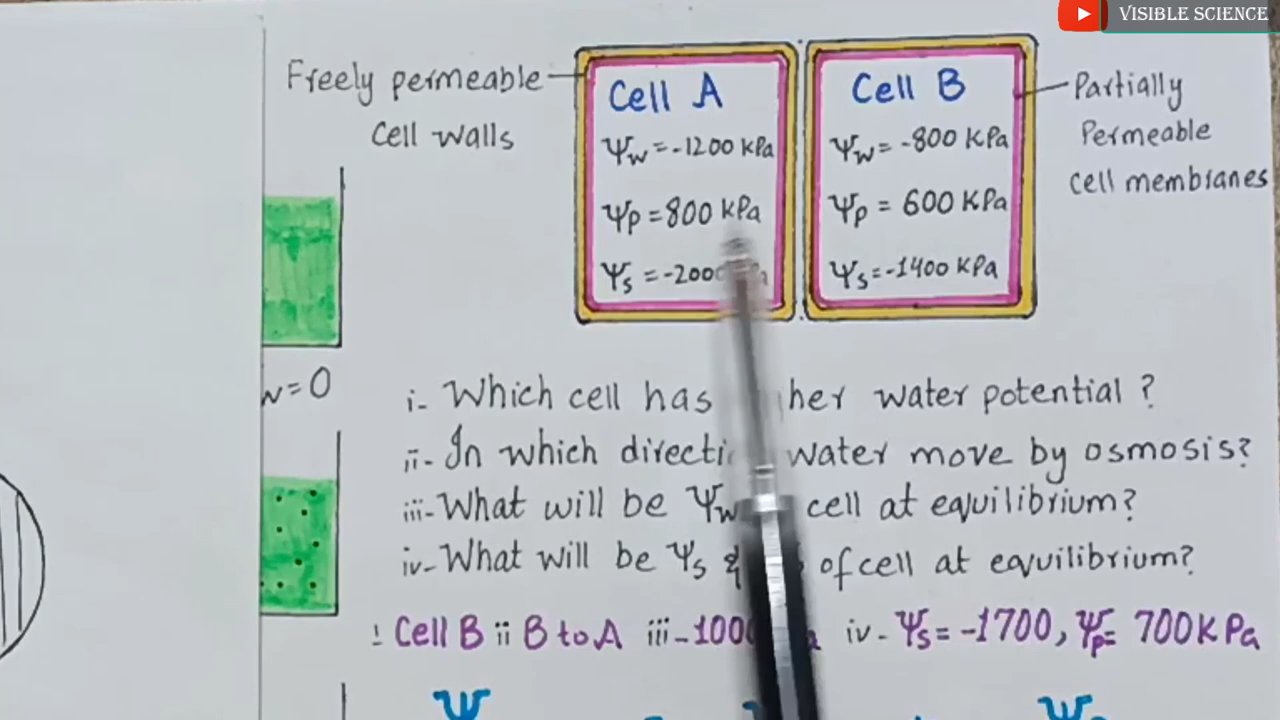 VISIBLE SCIENCE
Freely permeable
Cell walls
Cell A
Ψw = -1200 kPa
Ψp = 800 kPa
Ψs = -2000
Cell B
Ψw = -800 kPa
Ψp = 600 KPa
Ψs = -1400 KPa
Partially
Permeable
cell membranes
w = 0
i- Which cell has water potential ?
ii- In which water move by osmosis?
iii- What will be Ψw cell at equilibrium?
iv- What will be Ψs & of cell at equilibrium?
Cell B ii B to A iii - iv - Ψs = -1700, Ψp = 700 KPa
Ψ